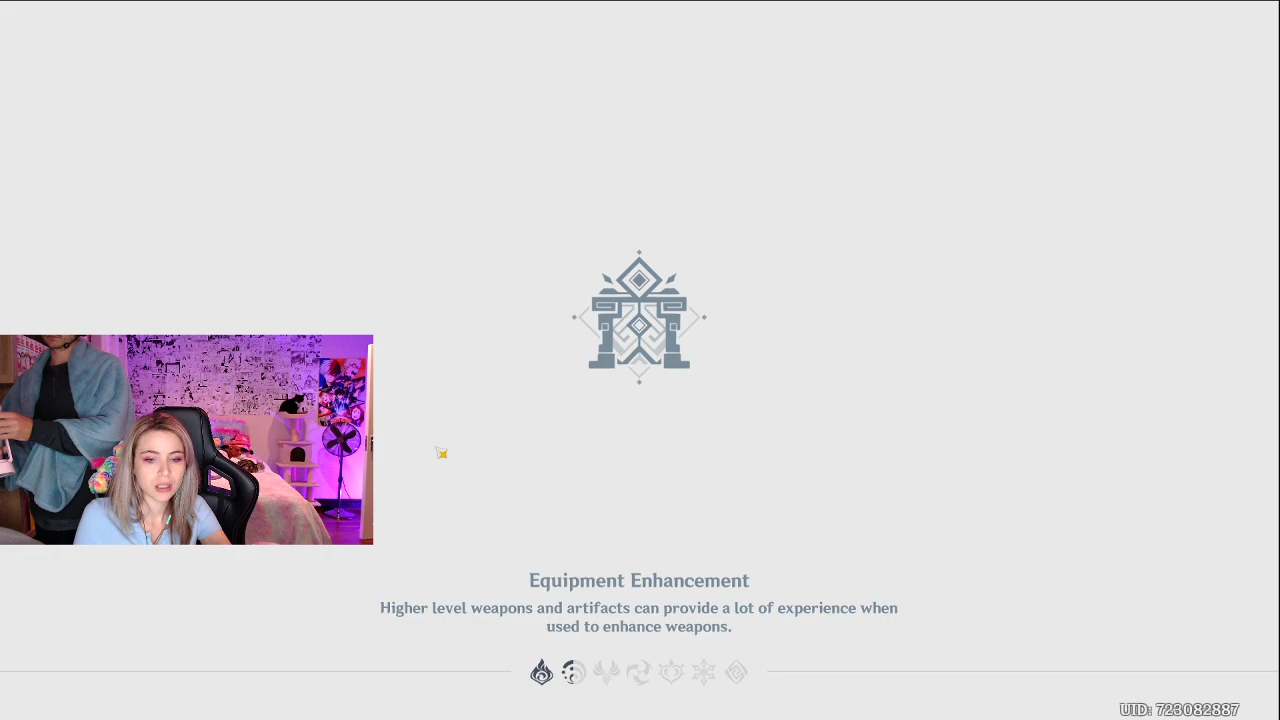 Equipment Enhancement
Higher level weapons and artifacts can provide a lot of experience when
used to enhance weapons.
UID: 723082887